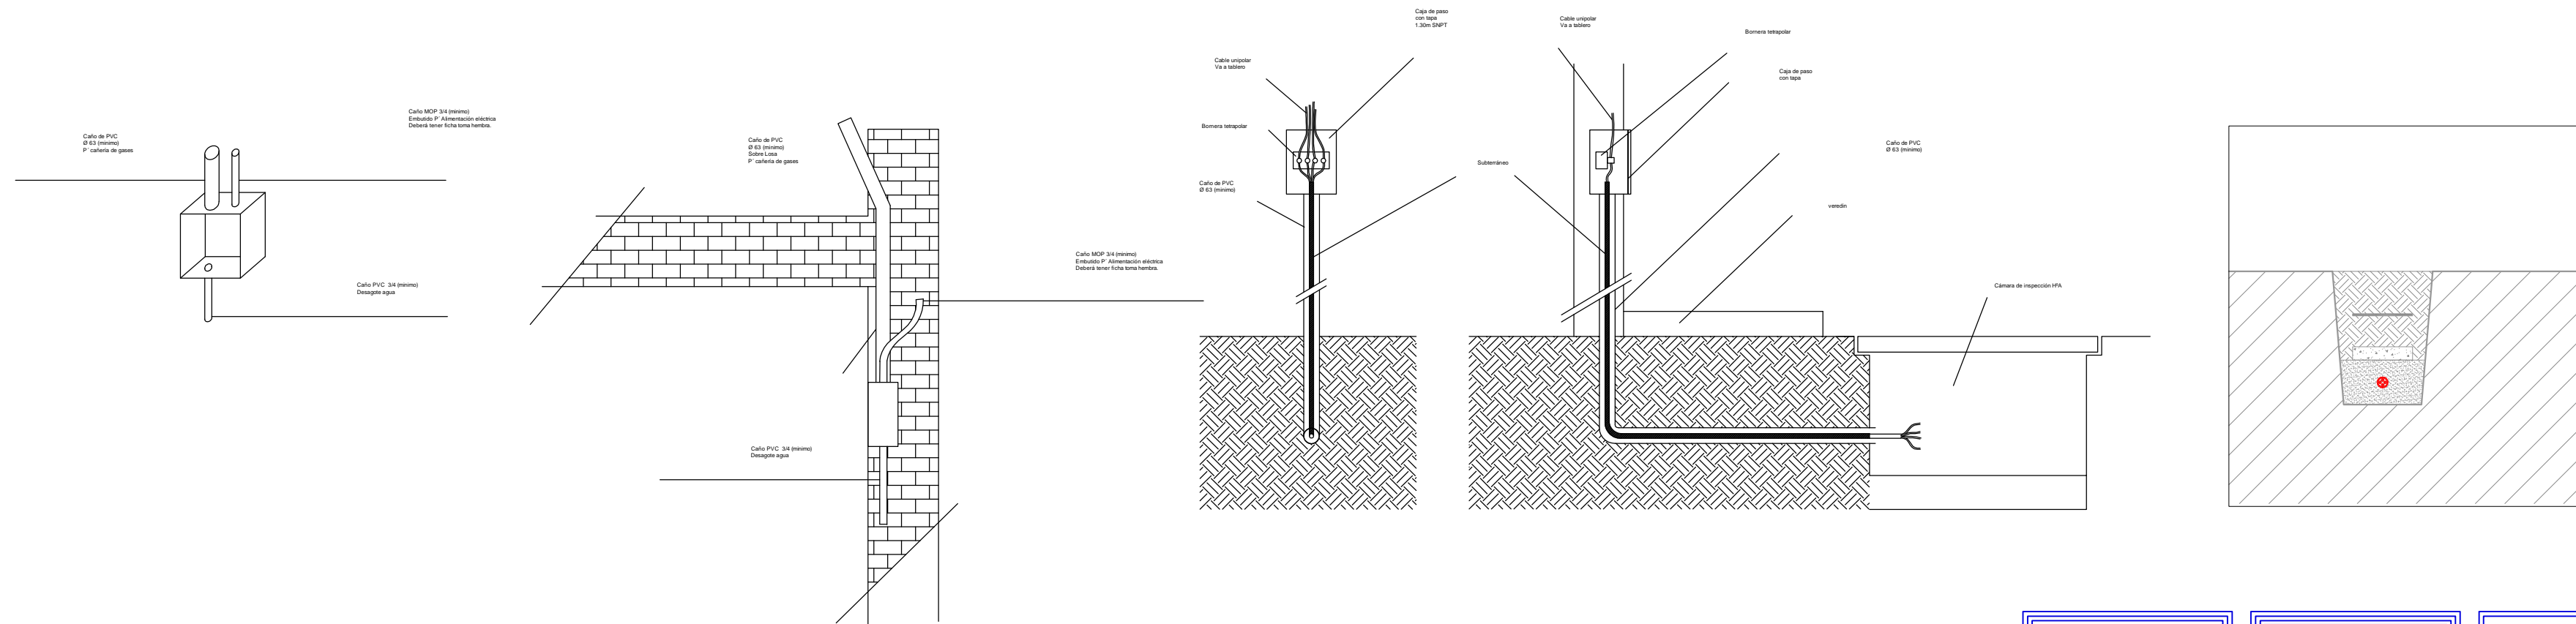 Caño de PVC
Ø 63 (minimo)
P´ cañería de gases
Caño MOP 3/4 (minimo)
Embutido P´ Alimentación eléctrica
Deberá tener ficha toma hembra.
Caño PVC  3/4 (minimo)
Desagote agua
Caño de PVC
Ø 63 (minimo)
Sobre Losa
P´ cañería de gases
Caño MOP 3/4 (minimo)
Embutido P´ Alimentación eléctrica
Deberá tener ficha toma hembra.
Caño PVC  3/4 (minimo)
Desagote agua
Cable unipolar
Va a tablero
Caja de paso
con tapa
1.30m SNPT
Bornera tetrapolar
Caño de PVC
Ø 63 (minimo)
Subterráneo
Cable unipolar
Va a tablero
Bornera tetrapolar
Caja de paso
con tapa
Caño de PVC
Ø 63 (minimo)
veredin
Cámara de inspección HºAº